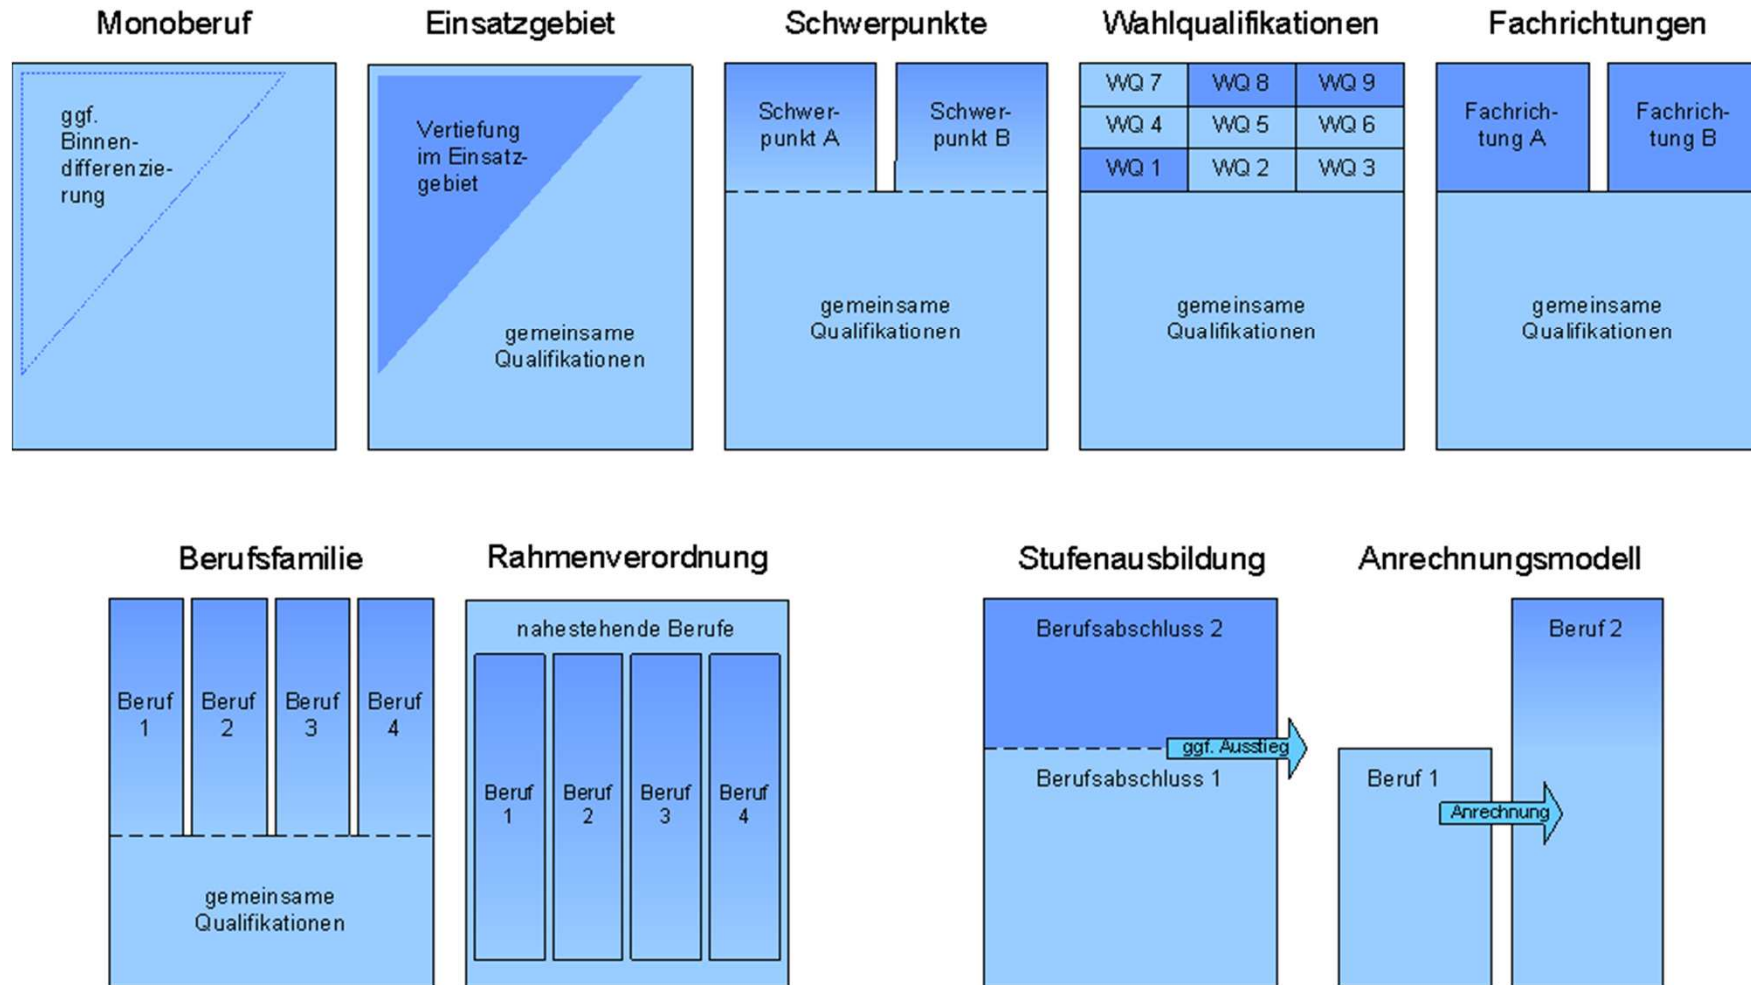 Monoberuf
Einsatzgebiet
Schwerpunkte
Wahlqualifikationen
Fachrichtungen
ggf.
Binnen-
differenzie-
rung
Vertiefung
im Einsatz-
gebiet
gemeinsame
Qualifikationen
Schwer-
punkt A
Schwer-
punkt B
gemeinsame
Qualifikationen
WQ 7
WQ 8
WQ 9
WQ 4
WQ 5
WQ 6
WQ 1
WQ 2
WQ 3
gemeinsame
Qualifikationen
Fachrich-
tung A
Fachrich-
tung B
gemeinsame
Qualifikationen
Berufsfamilie
Rahmenverordnung
Stufenausbildung
Anrechnungsmodell
Beruf
1
Beruf
2
Beruf
3
Beruf
4
gemeinsame
Qualifikationen
nahestehende Berufe
Beruf
1
Beruf
2
Beruf
3
Beruf
4
Berufsabschluss 2
ggf. Ausstieg
Berufsabschluss 1
Beruf 2
Beruf 1
Anrechnung